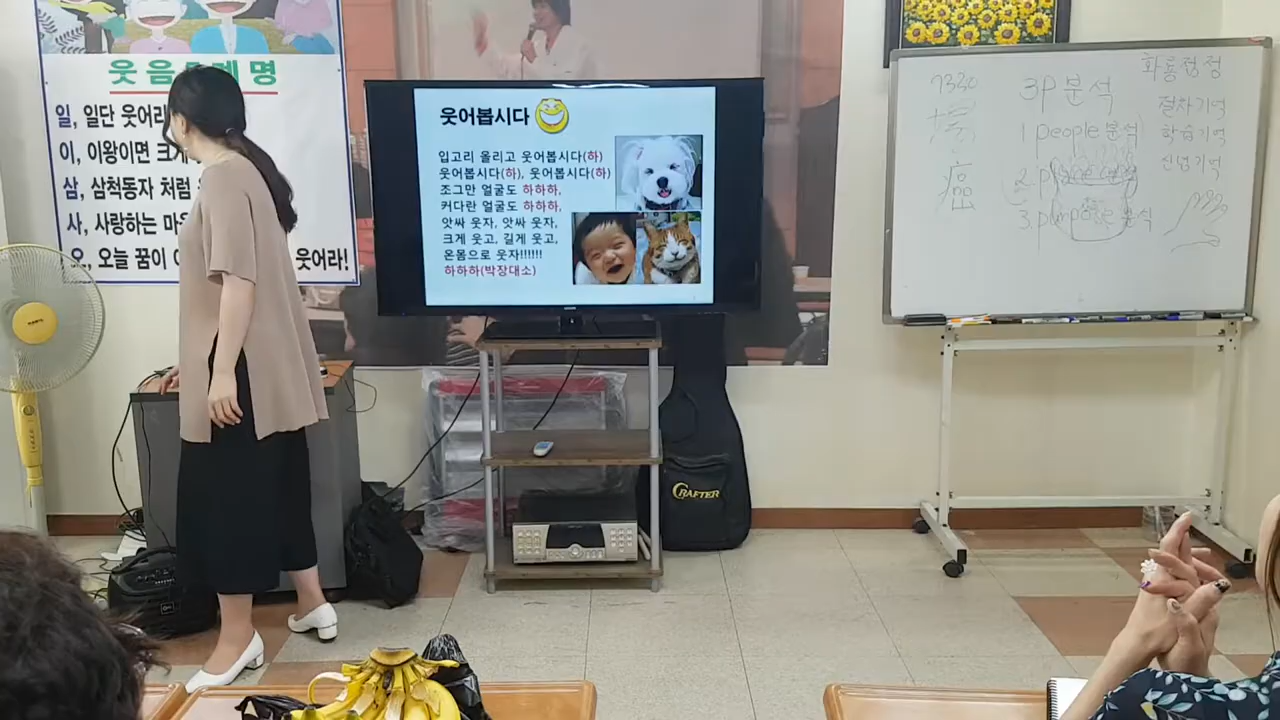 웃음
계명
일, 일단 웃어라
이, 이왕이면 크게
삼, 삼척동자 처럼
사, 사랑하는
오, 오늘 꿈이
웃어라!
웃어봅시다
입고리 올리고 웃어봅시다(하)
웃어봅시다(하), 웃어봅시다(하)
조그만 얼굴도 하하하,
커다란 얼굴도 하하하,
앗싸 웃자, 앗싸 웃자,
크게 웃고, 길게 웃고,
온몸으로 웃자!!!!!!
하하하(박장대소)
CRAFTER
7330
癌
3P 분석
1 people 분석
3. purpose 분석
화룡점정
절차기억
학습기억
신념기억